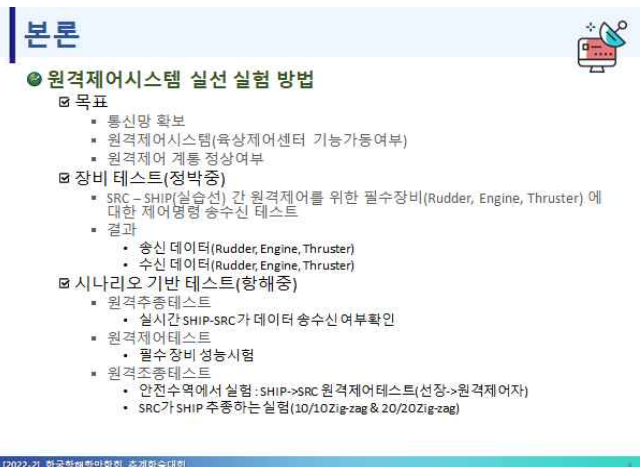 본론
원격제어시스템 실선 실험 방법
목표
통신망 확보
원격제어시스템(육상제어센터 기능가동여부)
원격제어 계통 정상여부
장비 테스트(정박중)
SRC – SHIP(실습선) 간 원격제어를 위한 필수장비(Rudder, Engine, Thruster) 에
대한 제어명령 송수신 테스트
결과
송신 데이터(Rudder, Engine, Thruster)
수신 데이터(Rudder, Engine, Thruster)
시나리오 기반 테스트(항해중)
원격추종테스트
실시간 SHIP-SRC가 데이터 송수신 여부확인
원격제어테스트
필수장비 성능시험
원격조종테스트
안전수역에서 실험 : SHIP->SRC 원격제어테스트(선장->원격제어자)
SRC가 SHIP 추종하는 실험(10/10Zig-zag & 20/20Zig-zag)
[2022-2] 한국항해항만학회 추계학술대회